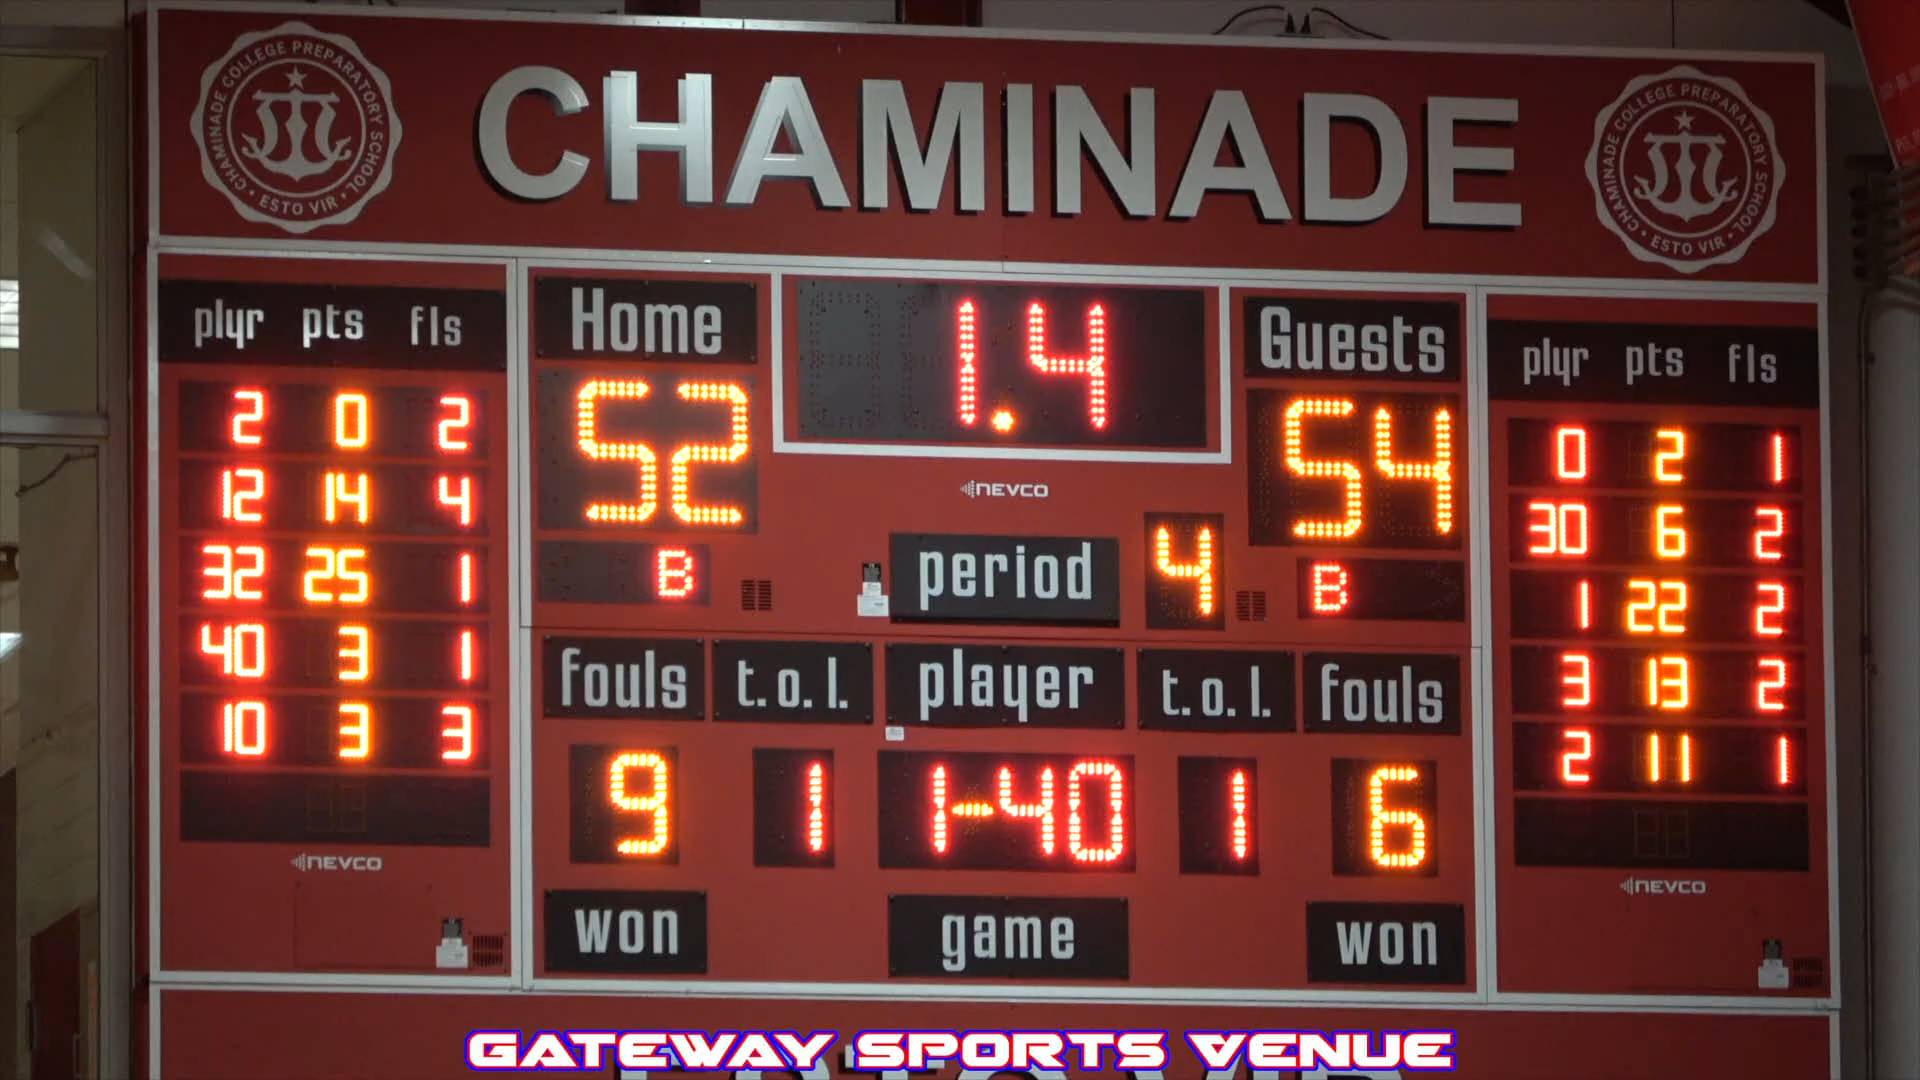 CHAMINADE COLLEGE PREPARATORY SCHOOL
• ESTO VIR •
CHAMINADE
CHAMINADE COLLEGE PREPARATORY SCHOOL
• ESTO VIR •
plyr pts fls
2 0 2
12 14 4
32 25 1
40 3 1
10 3 3
NEVCO
Home
52
B
1.4
NEVCO
period 4
Guests
54
B
fouls t.o.l. player t.o.l. fouls
9 1 1-40 1 6
won game won
plyr pts fls
0 2 1
30 6 2
1 22 2
3 13 2
2 11 1
NEVCO
GATEWAY SPORTS VENUE